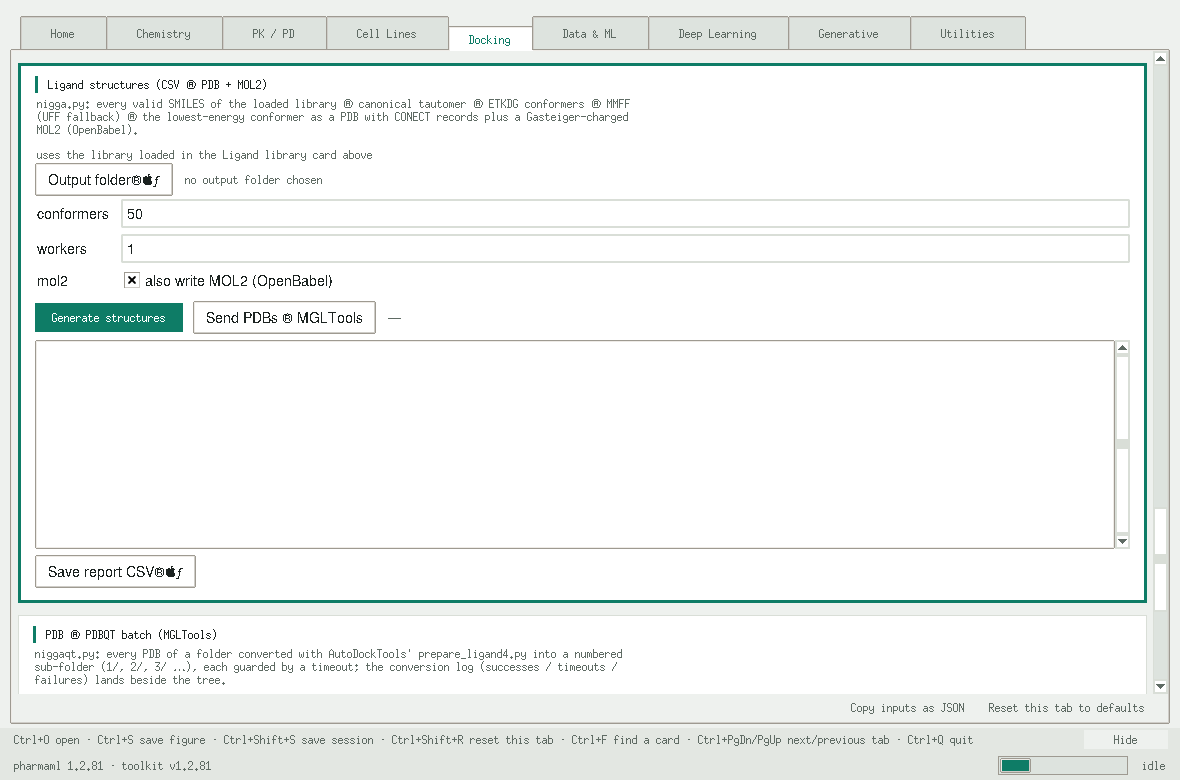 Home
Chemistry
PK / PD
Cell Lines
Docking
Data & ML
Deep Learning
Generative
Utilities
Ligand structures (CSV ® PDB + MOL2)
nigga.py: every valid SMILES of the loaded library ® canonical tautomer ® ETKDG conformers ® MMFF
(UFF fallback) ® the lowest-energy conformer as a PDB with CONECT records plus a Gasteiger-charged
MOL2 (OpenBabel).
uses the library loaded in the Ligand library card above
Output folder®ƒ no output folder chosen
conformers 50
workers 1
mol2 also write MOL2 (OpenBabel)
Generate structures Send PDBs ® MGLTools —
Save report CSV®ƒ
PDB ® PDBQT batch (MGLTools)
niggaqt.py: every PDB of a folder converted with AutoDockTools' prepare_ligand4.py into a numbered
sub-folder (1/, 2/, 3/ …), each guarded by a timeout; the conversion log (successes / timeouts /
failures) lands beside the tree.
Copy inputs as JSON Reset this tab to defaults
Ctrl+O open · Ctrl+S save figure · Ctrl+Shift+S save session · Ctrl+Shift+R reset this tab · Ctrl+F find a card · Ctrl+PgDn/PgUp next/previous tab · Ctrl+Q quit Hide
pharmaml 1.2.81 · toolkit v1.2.81 idle